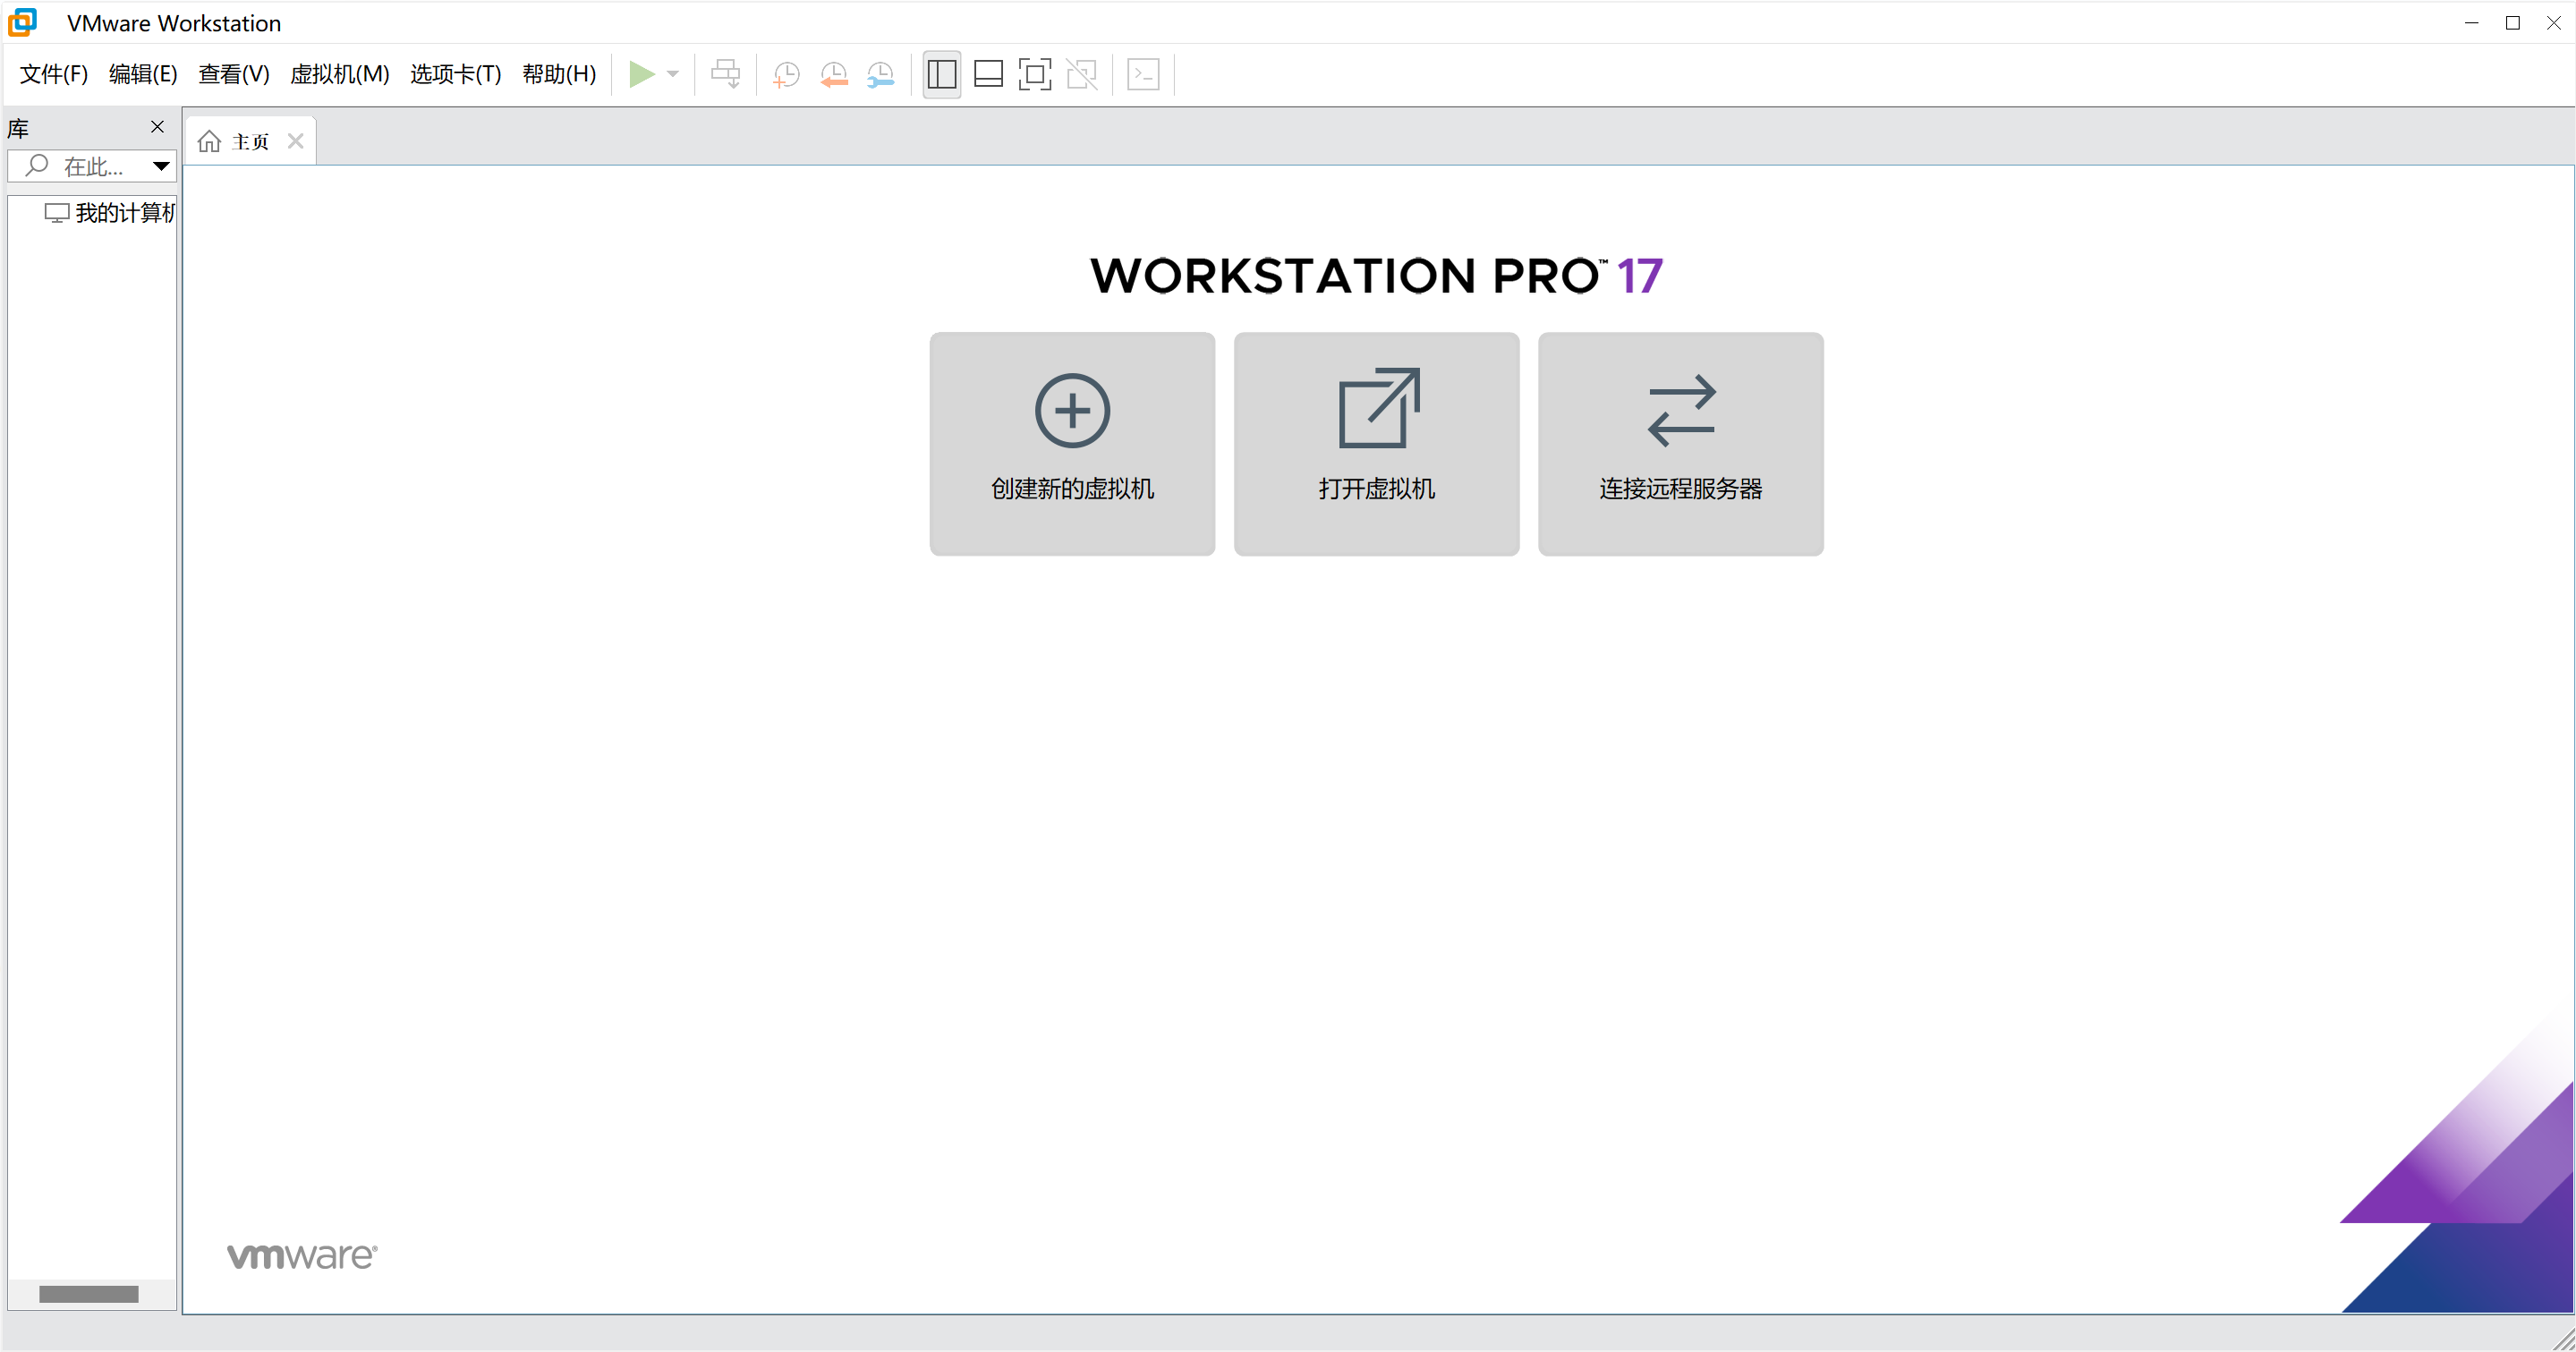 VMware Workstation
文件(F) 编辑(E) 查看(V) 虚拟机(M) 选项卡(T) 帮助(H)
库
主页
在此...
我的计算机
WORKSTATION PRO™ 17
创建新的虚拟机
打开虚拟机
连接远程服务器
vmware®